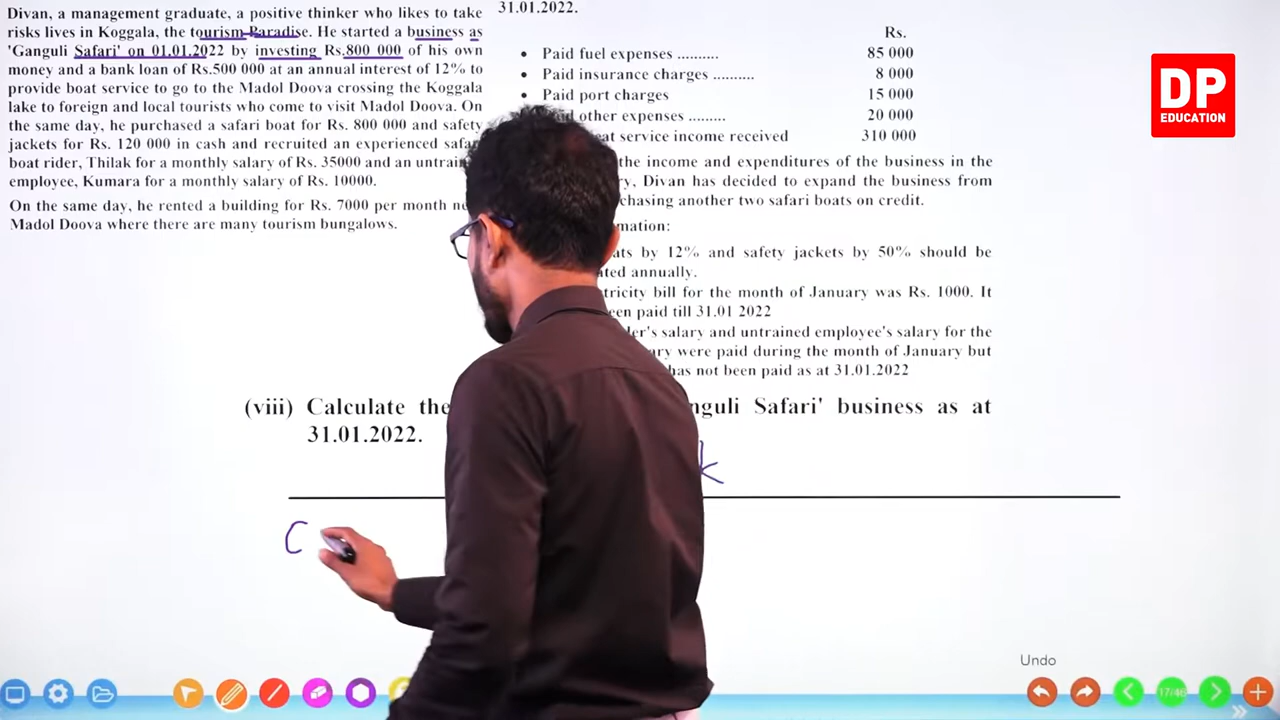 Divan, a management graduate, a positive thinker who likes to take
risks lives in Koggala, the tourism Paradise. He started a business as
'Ganguli Safari' on 01.01.2022 by investing Rs.800 000 of his own
money and a bank loan of Rs.500 000 at an annual interest of 12% to
provide boat service to go to the Madol Doova crossing the Koggala
lake to foreign and local tourists who come to visit Madol Doova. On
the same day, he purchased a safari boat for Rs. 800 000 and safety
jackets for Rs. 120 000 in cash and recruited an experienced
boat rider, Thilak for a monthly salary of Rs. 35000 and an
employee, Kumara for a monthly salary of Rs. 10000.
On the same day, he rented a building for Rs. 7000 per month
Madol Doova where there are many tourism bungalows.
31.01.2022.
Rs.
• Paid fuel expenses .......... 85 000
• Paid insurance charges .......... 8 000
• Paid port charges 15 000
other expenses ......... 20 000
service income received 310 000
the income and expenditures of the business in the
Divan has decided to expand the business from
another two safari boats on credit.
by 12% and safety jackets by 50% should be
annually.
bill for the month of January was Rs. 1000. It
paid till 31.01 2022
salary and untrained employee's salary for the
were paid during the month of January but
has not been paid as at 31.01.2022
(viii) Calculate the Safari' business as at
31.01.2022.
k
C
DP
EDUCATION
Undo
17/46